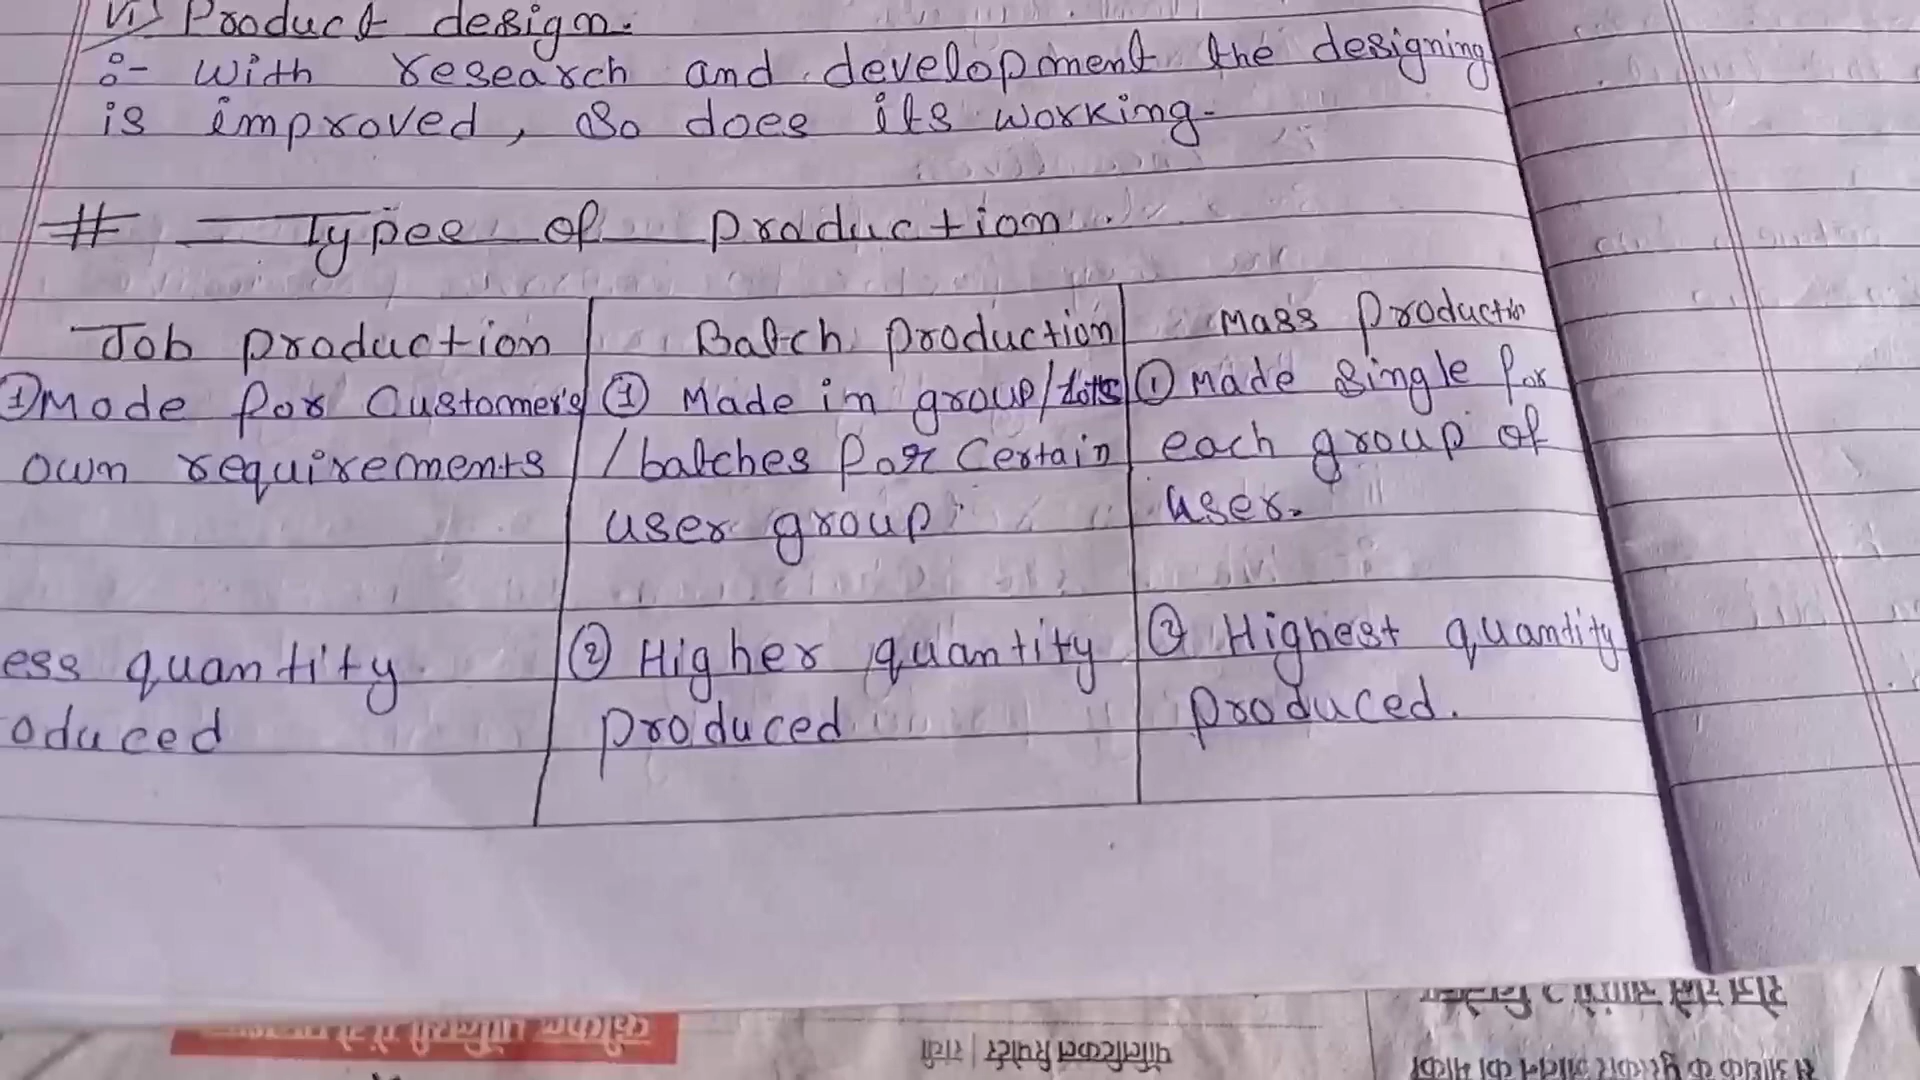 vi) Product design.
:- With research and development the designing
is improved, so does its working.
# Types of production
Job production
Batch production
Mass Production
① Made for Customer's
own requirements
① Made in group/lots
/batches for Certain
user group
① Made single for
each group of
user.
ess quantity
oduced
② Higher quantity
produced
② Highest quantity
produced.
पॉलिटिकल रिपोर्टर | रांची